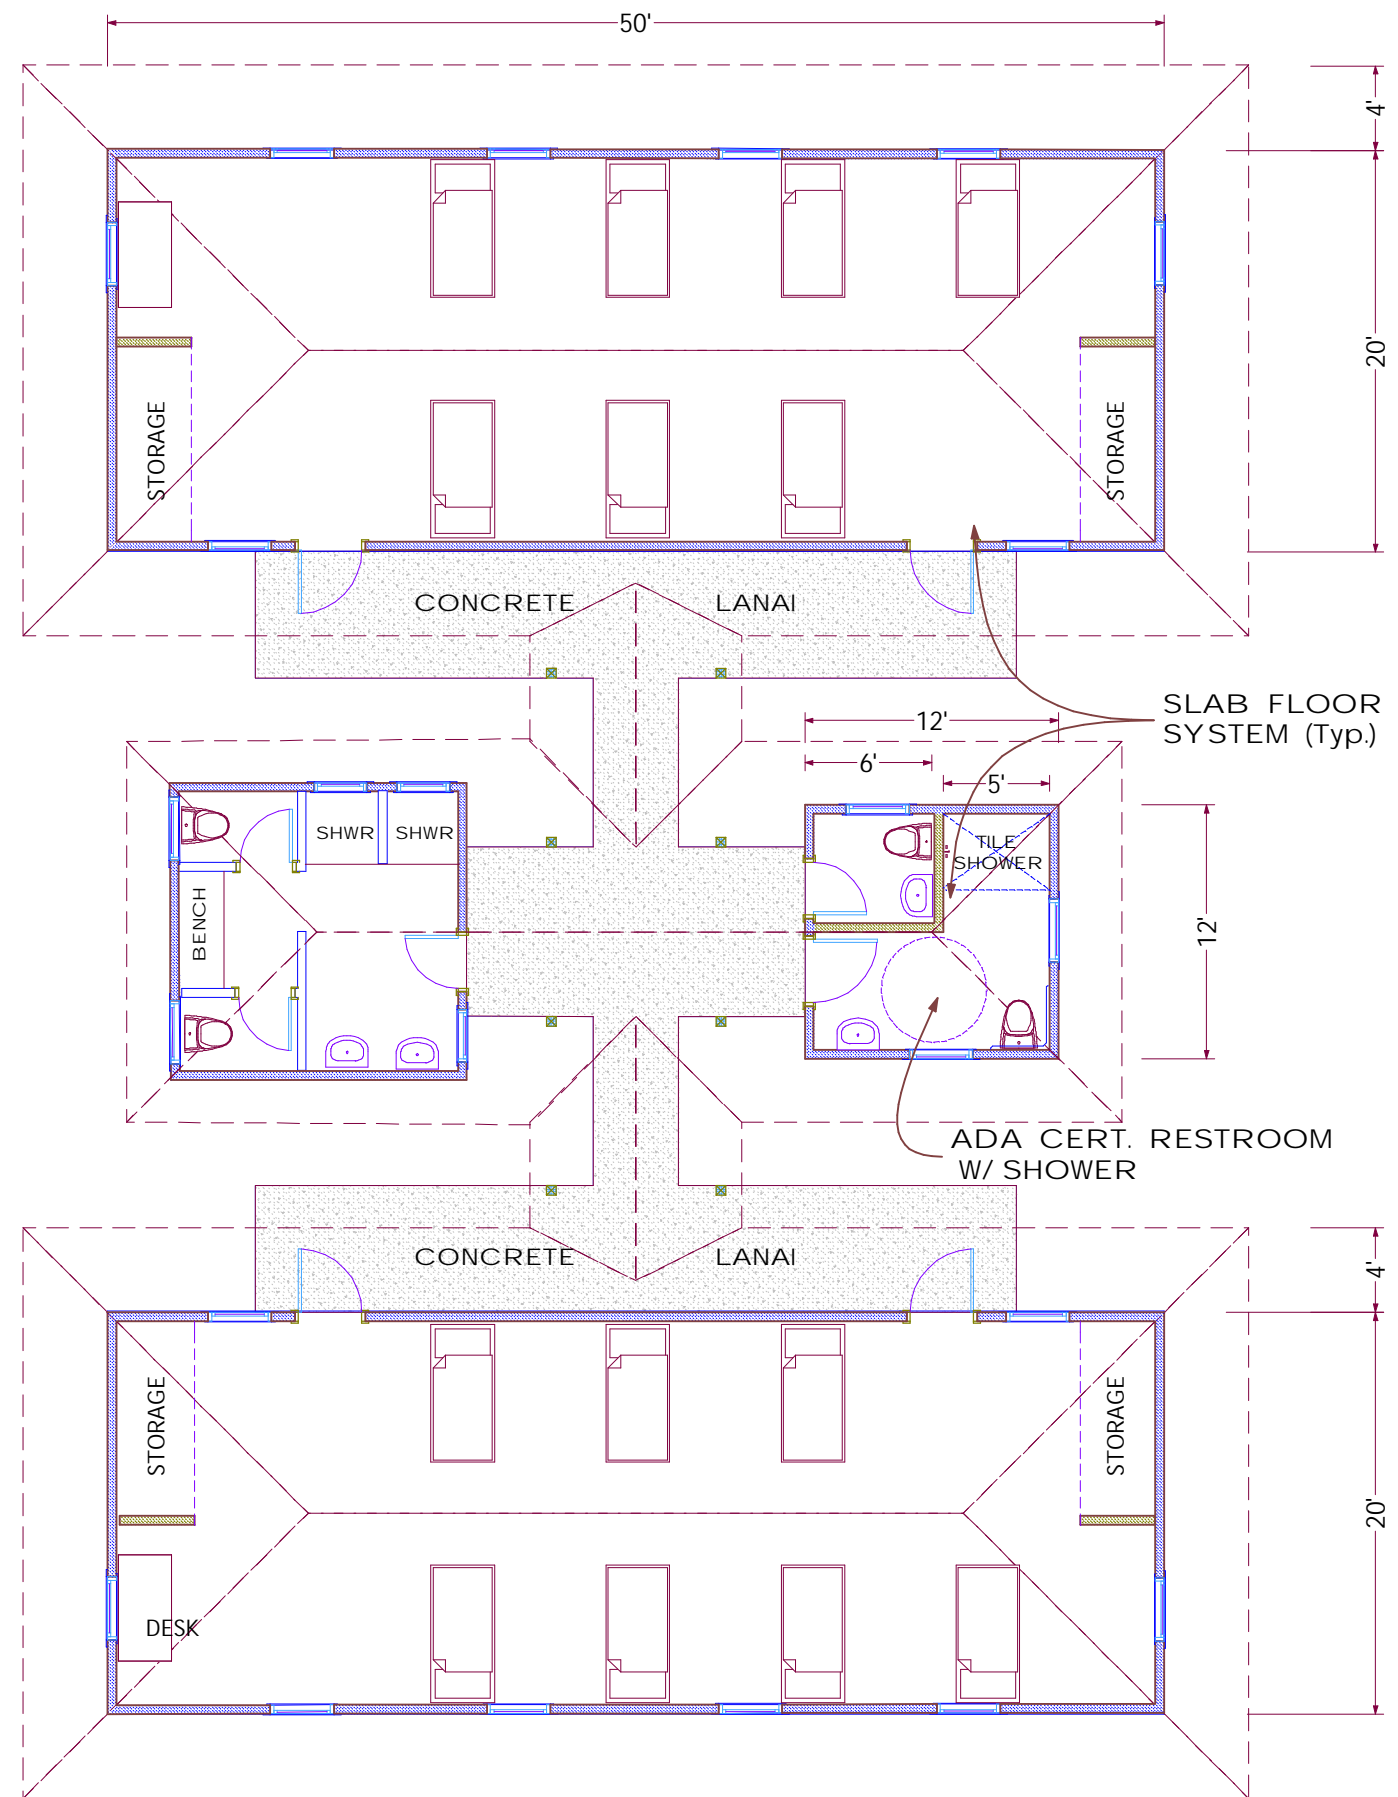 50'
4'
20'
STORAGE
STORAGE
CONCRETE LANAI
SLAB FLOOR
SYSTEM (Typ.)
12'
6'
5'
SHWR
SHWR
TILE
SHOWER
BENCH
12'
ADA CERT. RESTROOM
W/ SHOWER
CONCRETE LANAI
4'
STORAGE
STORAGE
20'
DESK